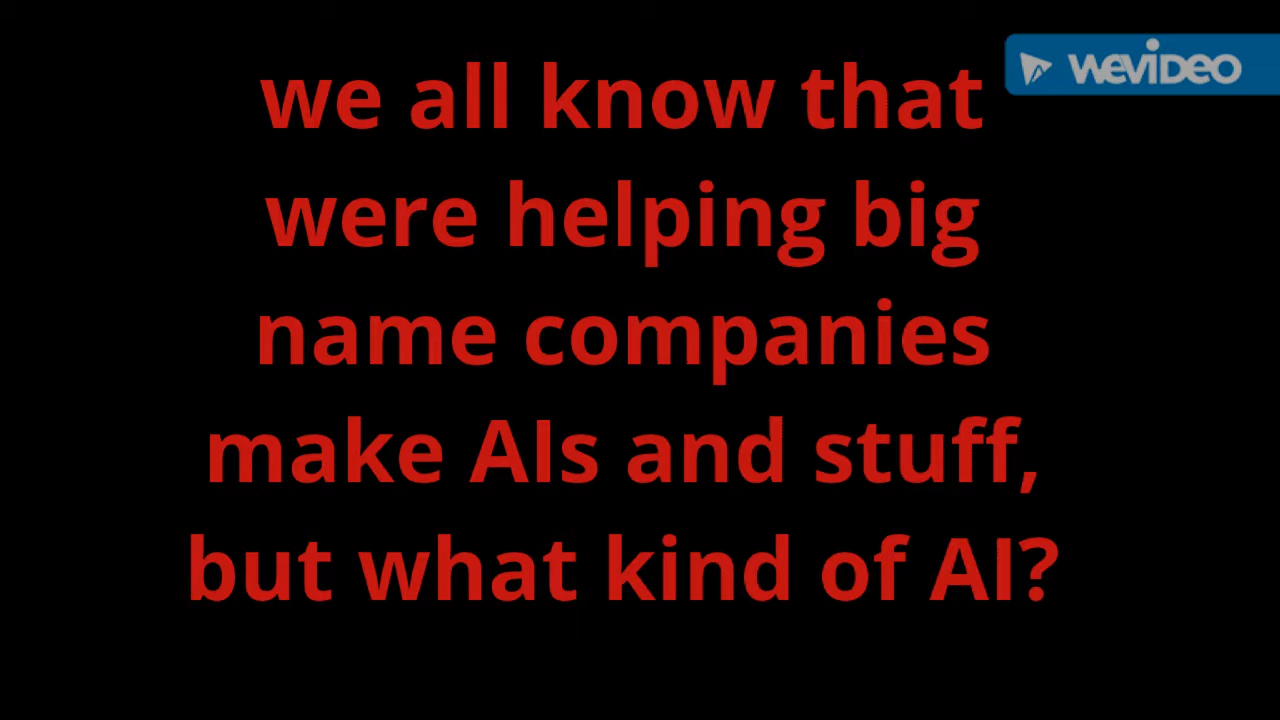 we all know that
WEVIDEO
were helping big
name companies
make AIs and stuff,
but what kind of AI?